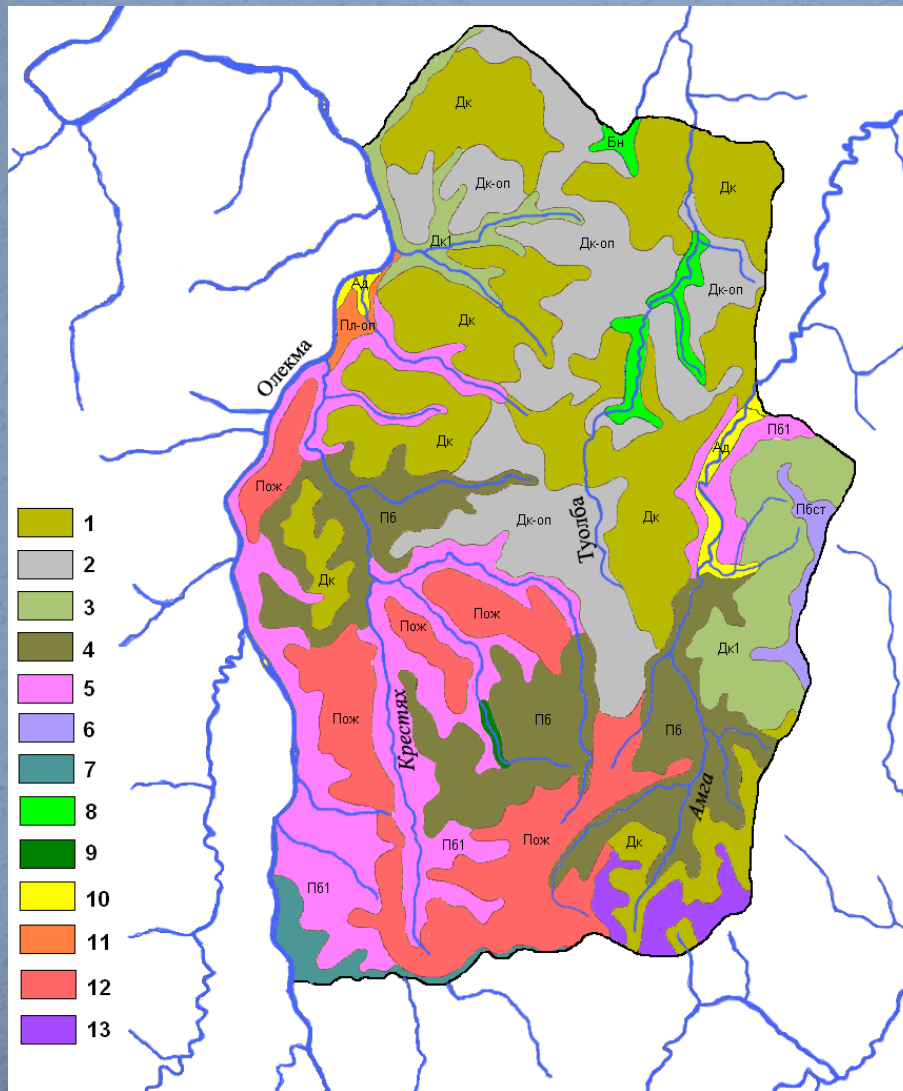 Дк
Бн
Дк
Дк-оп
Дк-оп
Дк1
Дк-оп
Ад
Дк
Пл-оп
Олекма
Дк
Пб1
Ад
Пож
Пбст
Пб
Дк-оп
Туолба
Дк
Дк
Пож
Пож
Дк1
Пож
Пб
Пб
Крестях
Амга
Пож
Дк
Пб1
Пб1
1
2
3
4
5
6
7
8
9
10
11
12
13